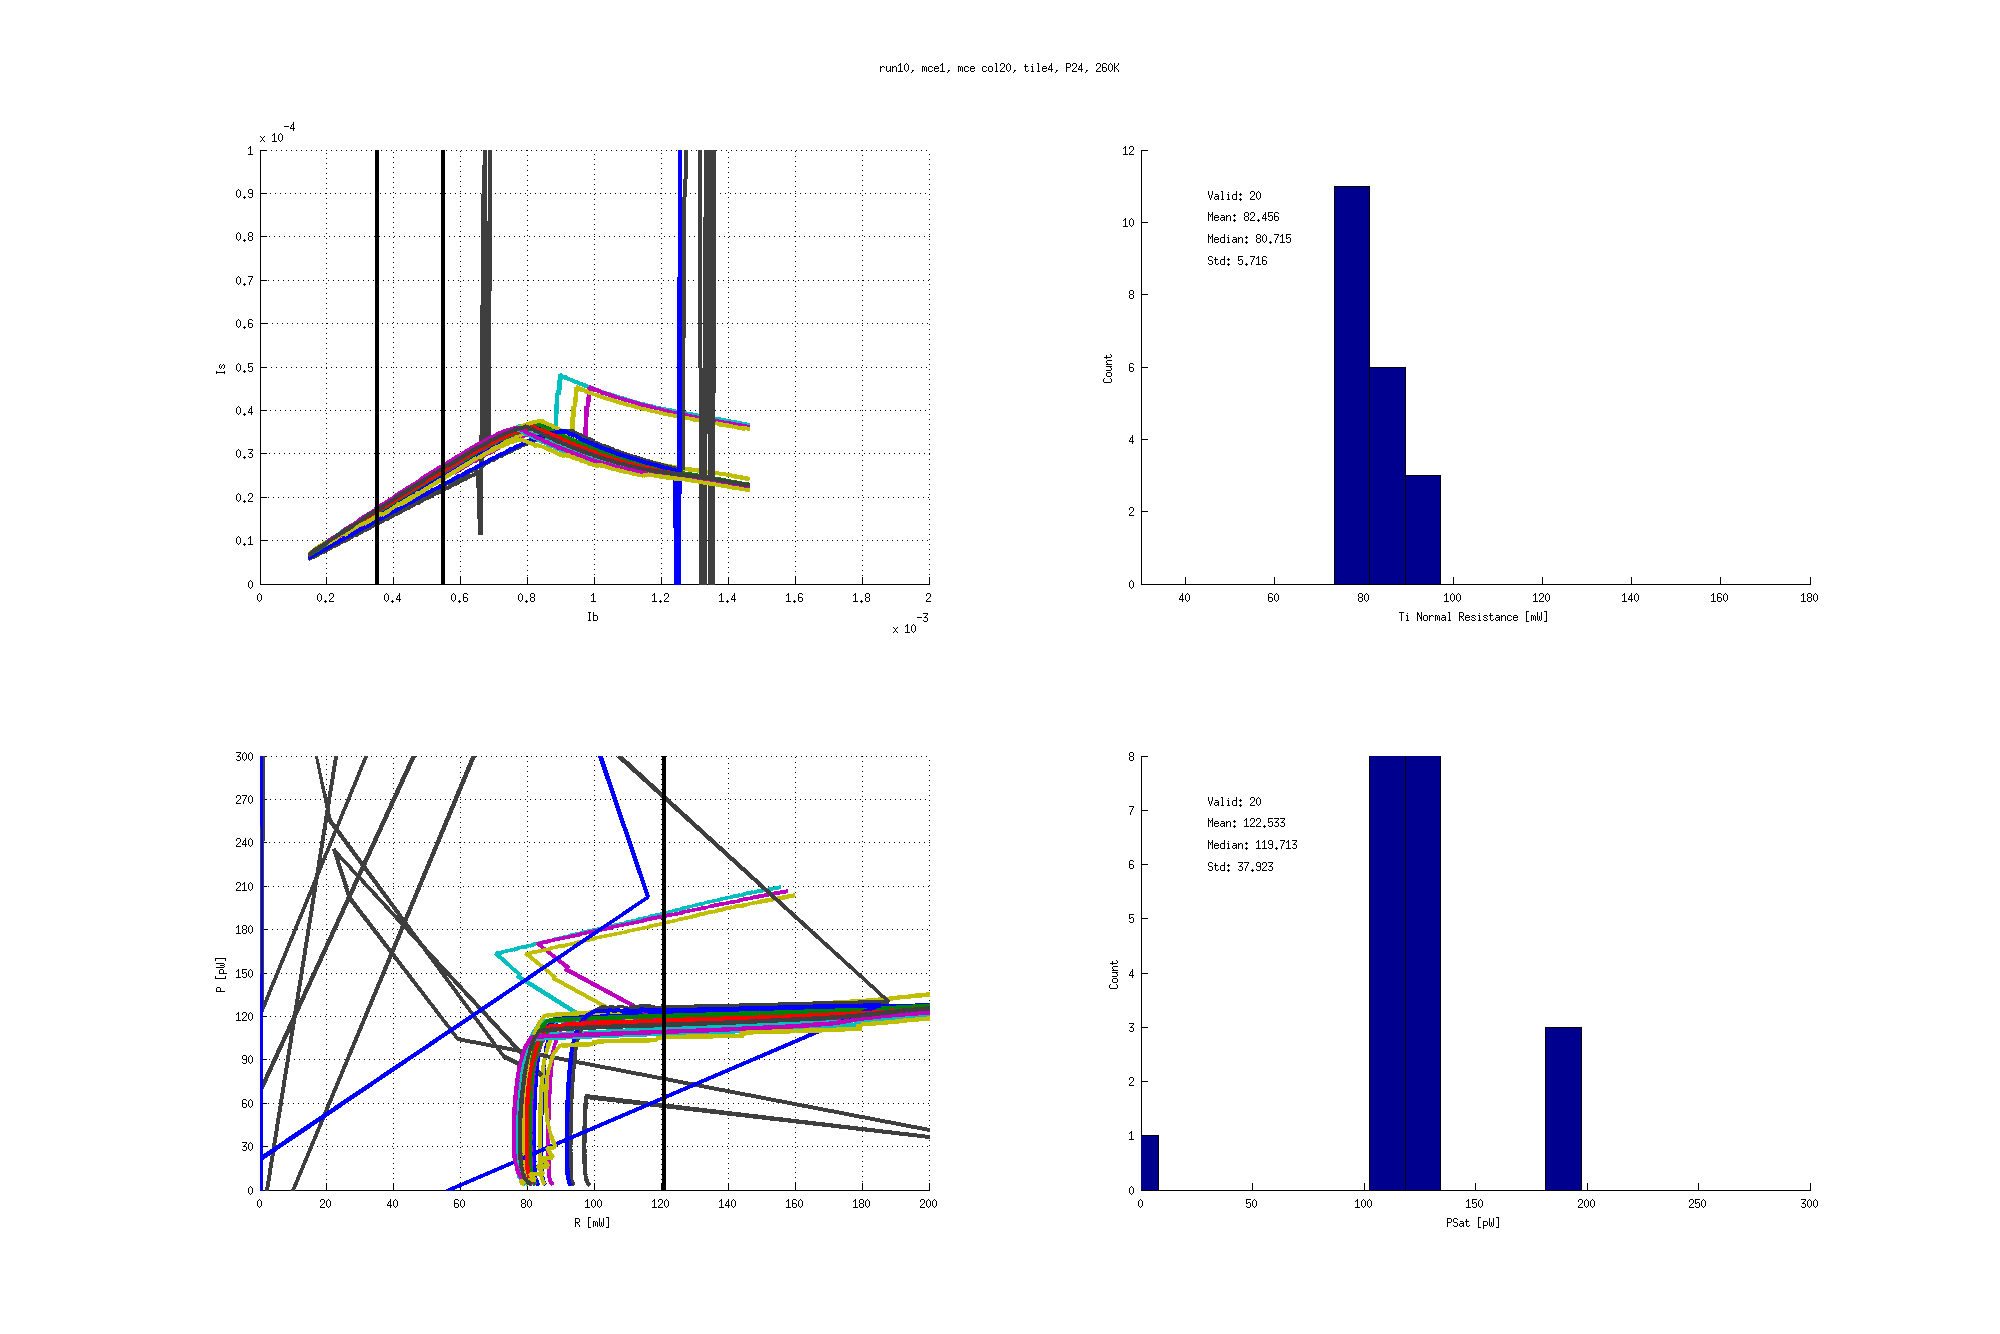 run10, mce1, mce col20, tile4, P24, 260K
x 10^-4
1
0.9
0.8
0.7
0.6
0.5
0.4
0.3
0.2
0.1
0
Is
0 0.2 0.4 0.6 0.8 1 1.2 1.4 1.6 1.8 2
Ib
x 10^-3
12
10
8
6
4
2
0
Count
Valid: 20
Mean: 82.456
Median: 80.715
Std: 5.716
40 60 80 100 120 140 160 180
Ti Normal Resistance [mW]
300
270
240
210
180
150
120
90
60
30
0
P [pW]
0 20 40 60 80 100 120 140 160 180 200
R [mW]
8
7
6
5
4
3
2
1
0
Count
Valid: 20
Mean: 122.533
Median: 119.713
Std: 37.923
0 50 100 150 200 250 300
PSat [pW]